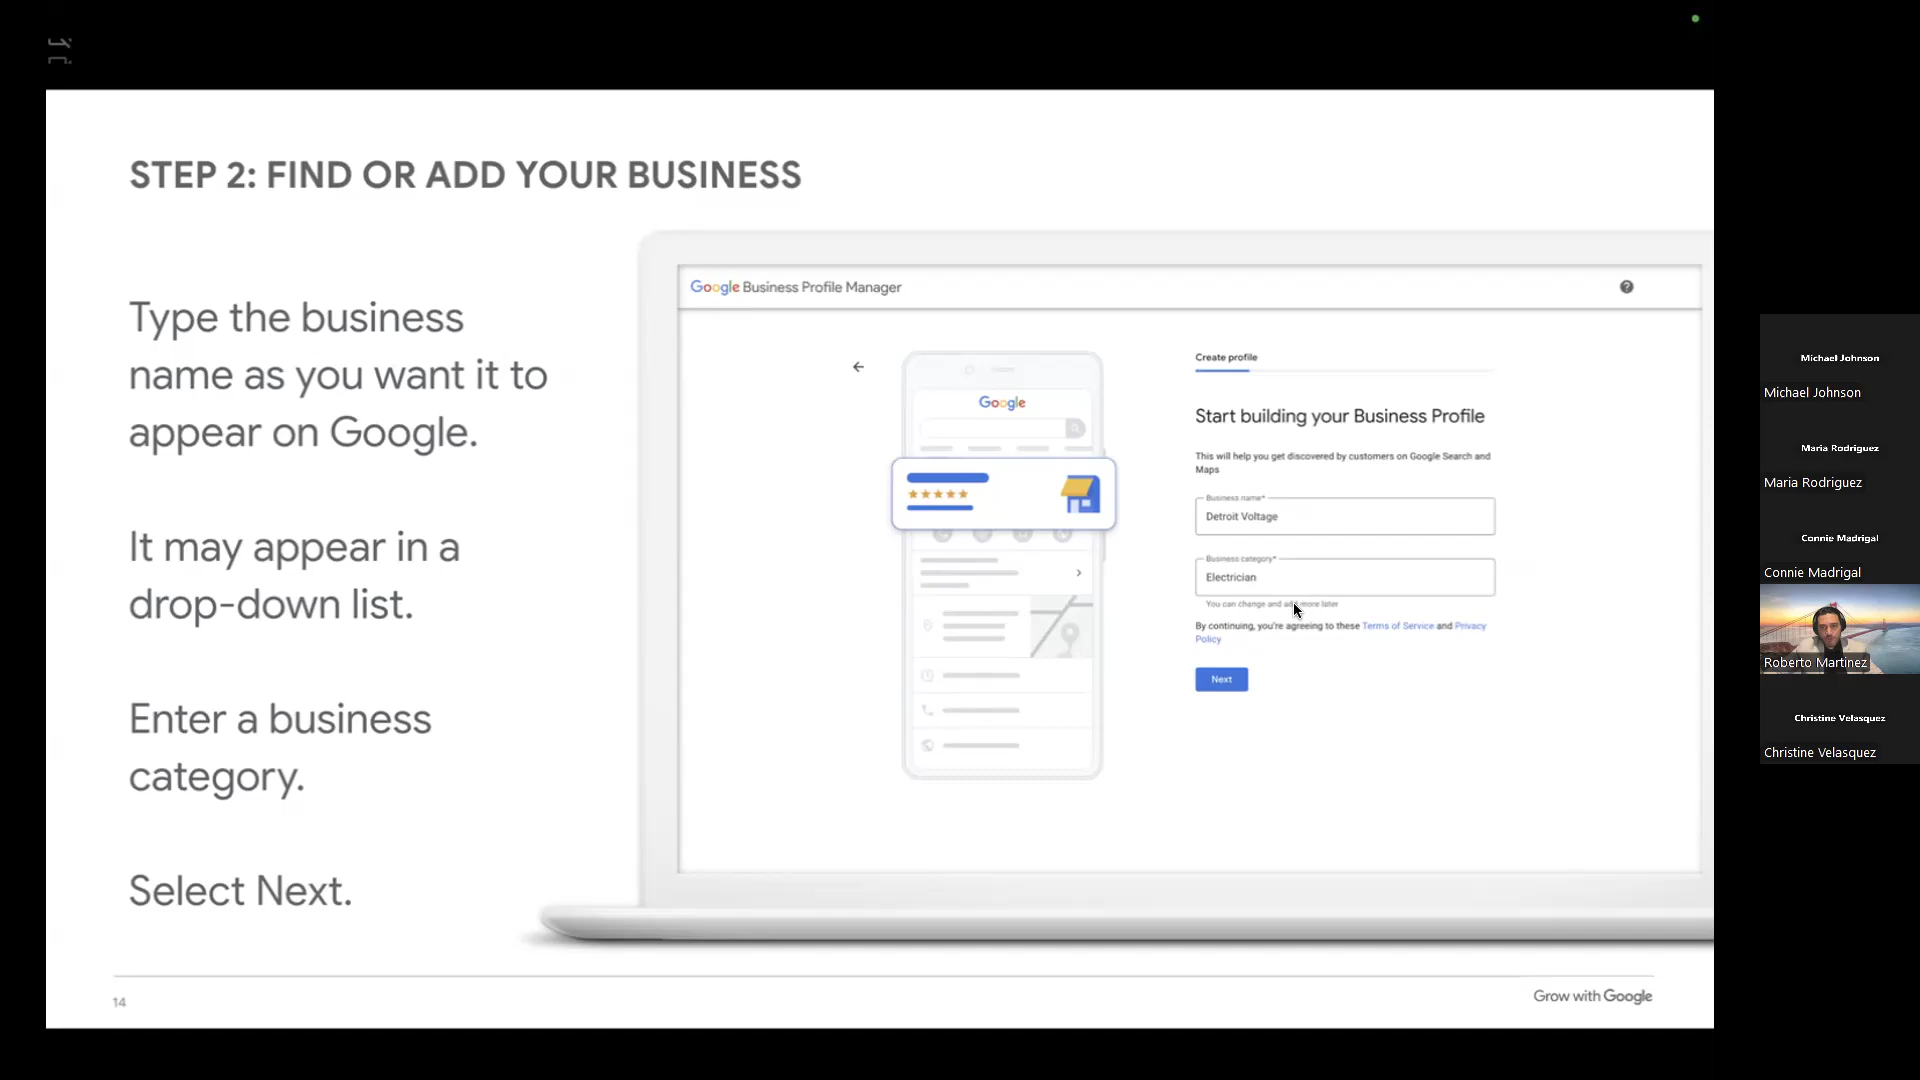 STEP 2: FIND OR ADD YOUR BUSINESS
Type the business
name as you want it to
appear on Google.
It may appear in a
drop-down list.
Enter a business
category.
Select Next.
Google Business Profile Manager
?
Google
Create profile
Start building your Business Profile
This will help you get discovered by customers on Google Search and
Maps
Business name*
Detroit Voltage
Business category*
Electrician
You can change and add more later
By continuing, you're agreeing to these Terms of Service and Privacy
Policy
Next
14
Grow with Google
Michael Johnson
Michael Johnson
Maria Rodriguez
Maria Rodriguez
Connie Madrigal
Connie Madrigal
Roberto Martinez
Christine Velasquez
Christine Velasquez